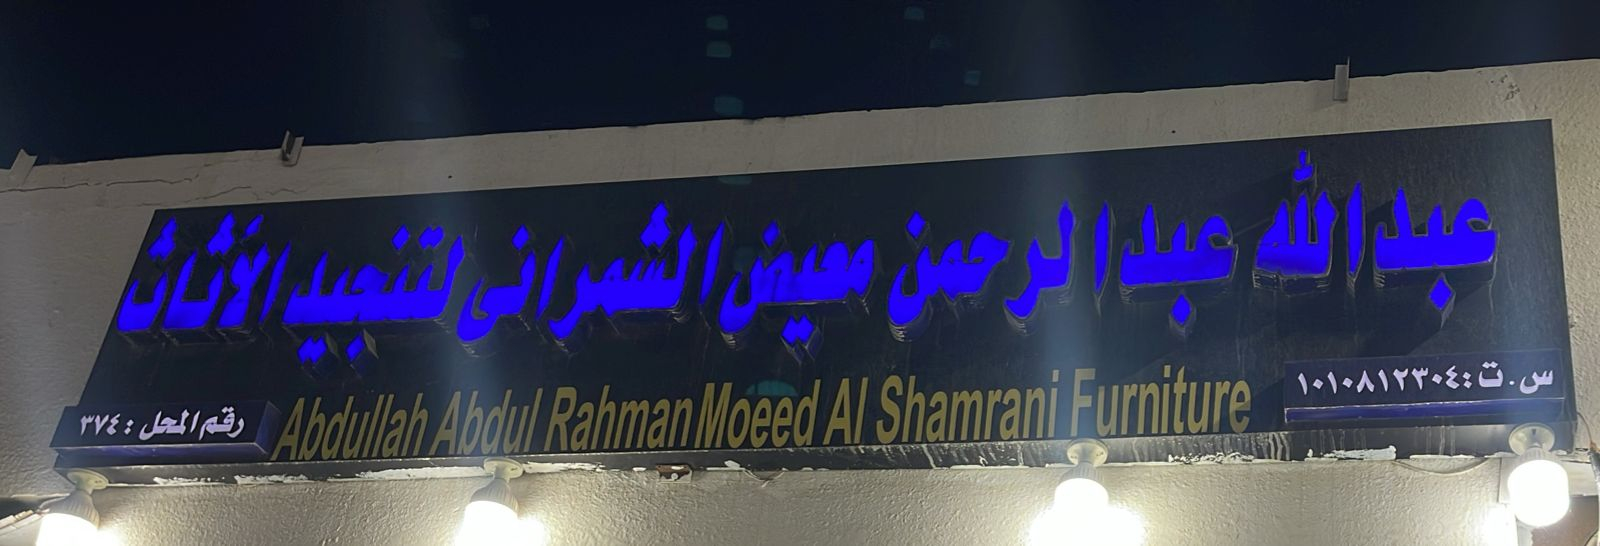 عبدالله عبدالرحمن معيض الشمرانى لتنجيد الأثاث
Abdullah Abdul Rahman Moeed Al Shamrani Furniture
س.ت: ١٠١٠٨١٢٣٠٤
رقم المحل: ٣٧٤